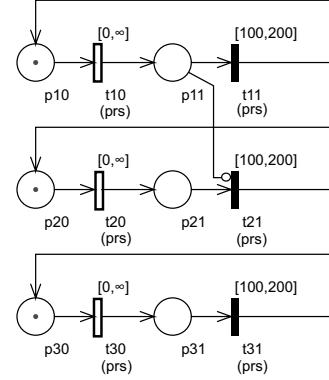 [0,∞] [100,200]
p10 t10 p11 t11
(prs) (prs)
[0,∞] [100,200]
p20 t20 p21 t21
(prs) (prs)
[0,∞] [100,200]
p30 t30 p31 t31
(prs) (prs)